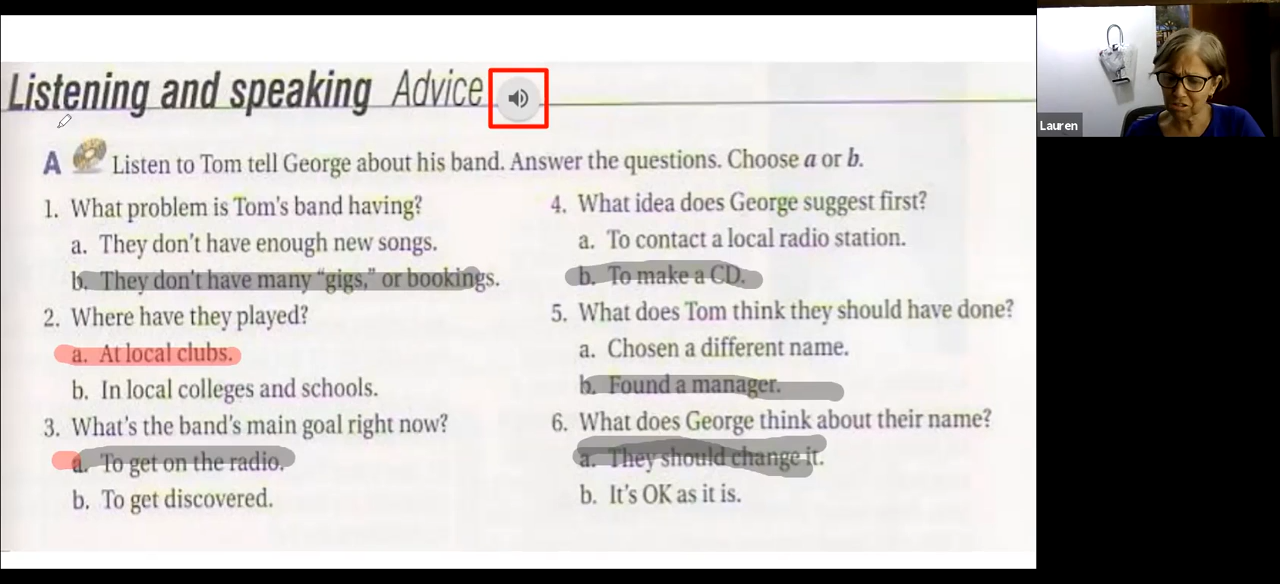 Listening and speaking Advice
A Listen to Tom tell George about his band. Answer the questions. Choose a or b.
1. What problem is Tom's band having?
a. They don't have enough new songs.
b. They don't have many “gigs,” or bookings.
2. Where have they played?
a. At local clubs.
b. In local colleges and schools.
3. What's the band's main goal right now?
a. To get on the radio.
b. To get discovered.
4. What idea does George suggest first?
a. To contact a local radio station.
b. To make a CD.
5. What does Tom think they should have done?
a. Chosen a different name.
b. Found a manager.
6. What does George think about their name?
a. They should change it.
b. It's OK as it is.
Lauren